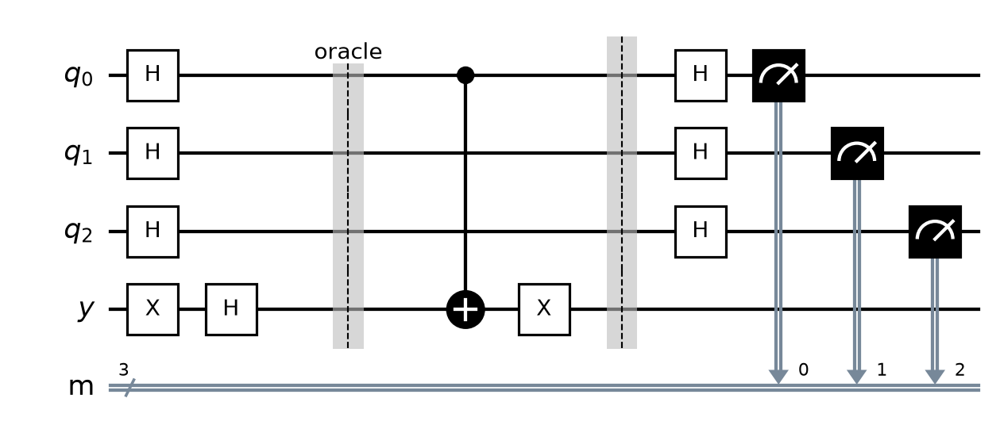 oracle
q0 H H
q1 H H
q2 H H
y X H X
3 0 1 2
m